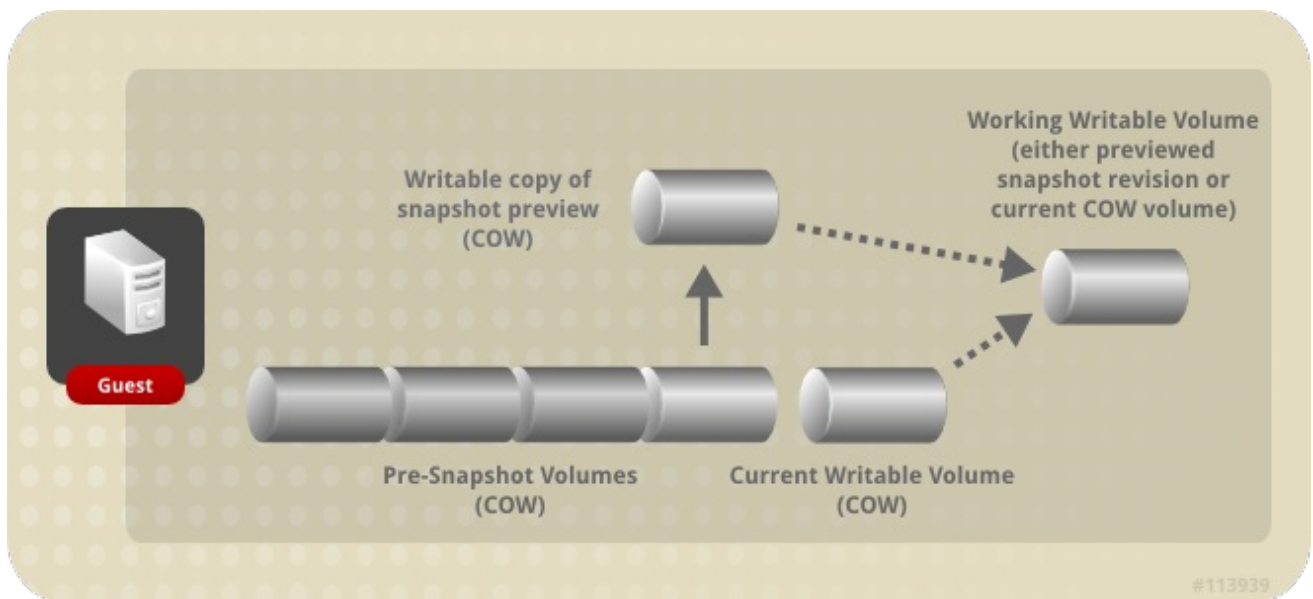 Working Writable Volume
(either previewed
snapshot revision or
current COW volume)
Writable copy of
snapshot preview
(COW)
Guest
Pre-Snapshot Volumes
(COW)
Current Writable Volume
(COW)
#113939